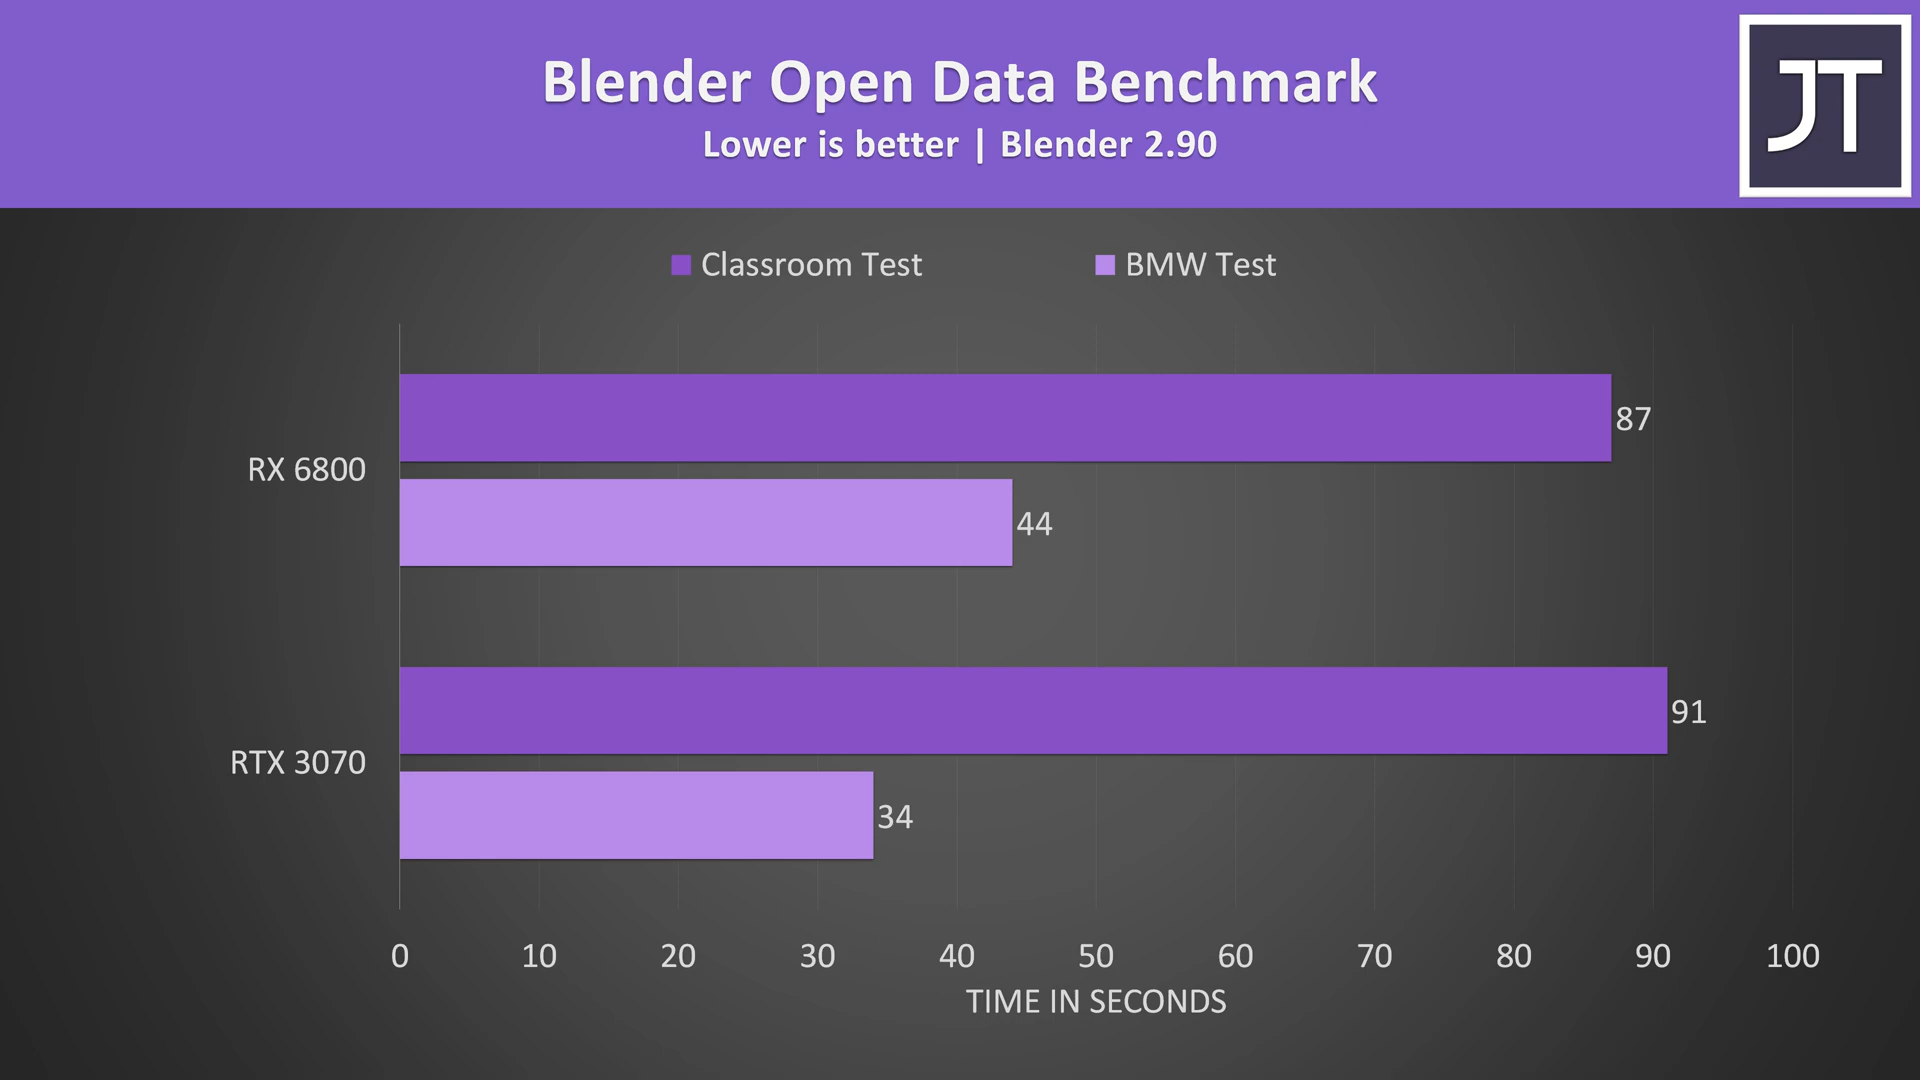 Blender Open Data Benchmark
Lower is better | Blender 2.90
JT
Classroom Test
BMW Test
87
RX 6800
44
91
RTX 3070
34
0 10 20 30 40 50 60 70 80 90 100
TIME IN SECONDS